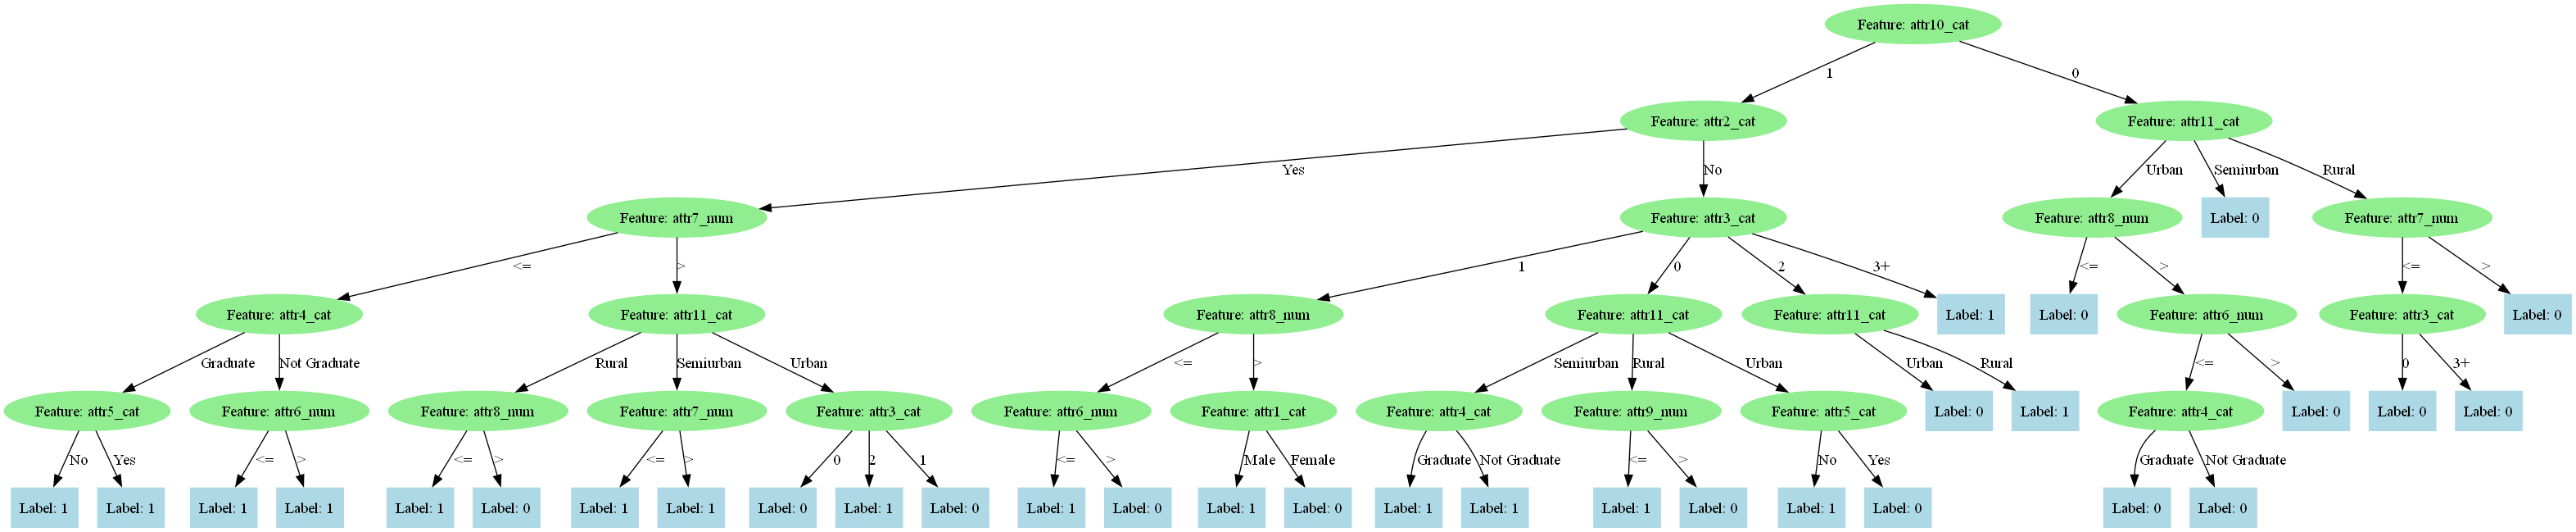 Feature: attr10_cat
1
0
Feature: attr2_cat
Feature: attr11_cat
Yes
No
Urban
Semiurban
Rural
Feature: attr7_num
Feature: attr3_cat
Feature: attr8_num
Label: 0
Feature: attr7_num
<=
>
1
0
2
3+
<=
>
<=
>
Feature: attr4_cat
Feature: attr11_cat
Feature: attr8_num
Feature: attr11_cat
Feature: attr11_cat
Label: 1
Label: 0
Feature: attr6_num
Feature: attr3_cat
Label: 0
Graduate
Not Graduate
Rural
Semiurban
Urban
<=
>
Semiurban
Rural
Urban
Urban
Rural
<=
>
0
3+
Feature: attr5_cat
Feature: attr6_num
Feature: attr8_num
Feature: attr7_num
Feature: attr3_cat
Feature: attr6_num
Feature: attr1_cat
Feature: attr4_cat
Feature: attr9_num
Feature: attr5_cat
Label: 0
Label: 1
Feature: attr4_cat
Label: 0
Label: 0
Label: 0
No
Yes
<=
>
<=
>
<=
>
0
2
1
<=
>
Male
Female
Graduate
Not Graduate
<=
>
No
Yes
Graduate
Not Graduate
Label: 1
Label: 1
Label: 1
Label: 1
Label: 1
Label: 0
Label: 1
Label: 1
Label: 0
Label: 1
Label: 0
Label: 1
Label: 0
Label: 1
Label: 0
Label: 1
Label: 1
Label: 1
Label: 0
Label: 1
Label: 0
Label: 0
Label: 0